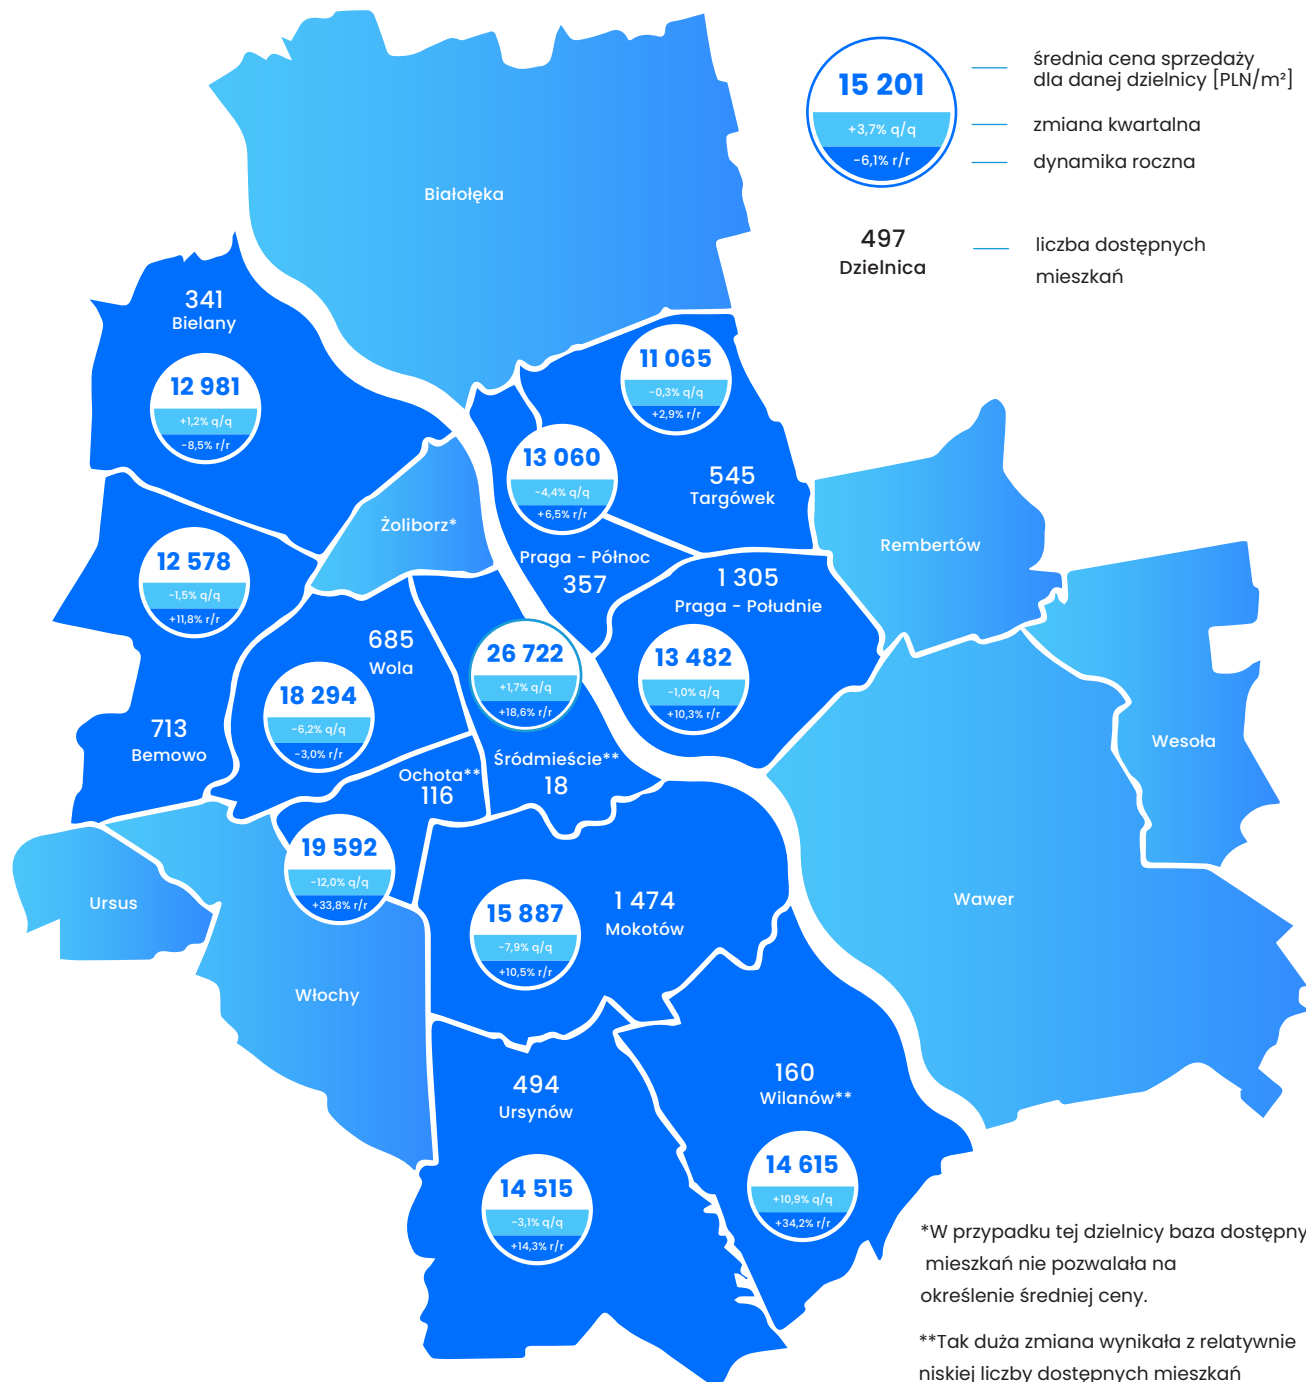 15 201
+3,7% q/q
-6,1% r/r
średnia cena sprzedaży
dla danej dzielnicy [PLN/m²]
zmiana kwartalna
dynamika roczna
497
Dzielnica
liczba dostępnych
mieszkań
Białołęka
341
Bielany
12 981
+1,2% q/q
-8,5% r/r
11 065
-0,3% q/q
+2,9% r/r
545
Targówek
13 060
-4,4% q/q
+6,5% r/r
Praga - Północ
357
Żoliborz*
Rembertów
12 578
-1,5% q/q
+11,8% r/r
713
Bemowo
1 305
Praga - Południe
13 482
-1,0% q/q
+10,3% r/r
685
Wola
18 294
-6,2% q/q
-3,0% r/r
26 722
+1,7% q/q
+18,6% r/r
Śródmieście**
18
Wesoła
Ochota**
116
19 592
-12,0% q/q
+33,8% r/r
Ursus
Włochy
15 887
-7,9% q/q
+10,5% r/r
1 474
Mokotów
Wawer
494
Ursynów
14 515
-3,1% q/q
+14,3% r/r
160
Wilanów**
14 615
+10,9% q/q
+34,2% r/r
*W przypadku tej dzielnicy baza dostępny
mieszkań nie pozwalała na
określenie średniej ceny.
**Tak duża zmiana wynikała z relatywnie
niskiej liczby dostępnych mieszkań